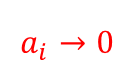 aᵢ → 0